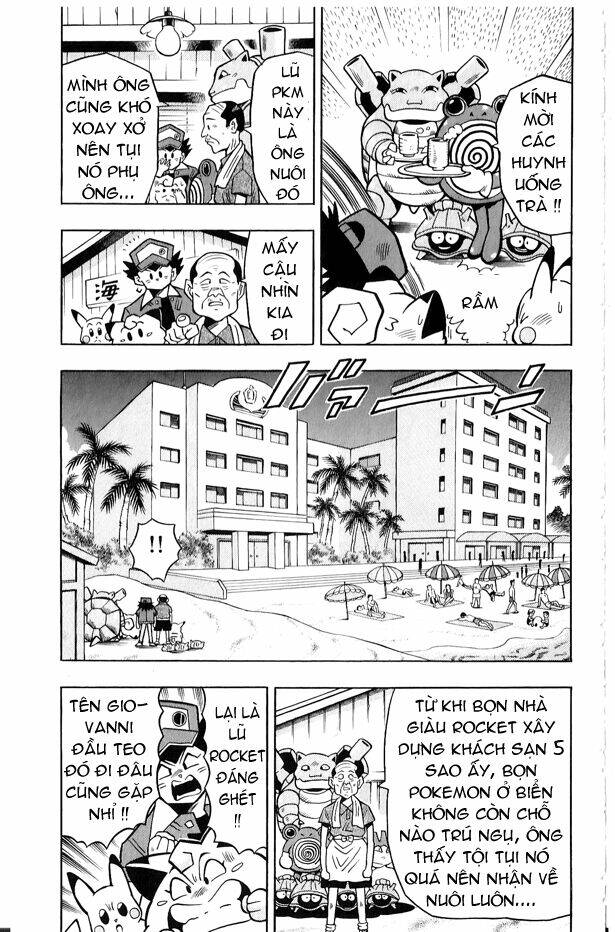 KÍNH
MỜI
CÁC
HUYNH
UỐNG
TRÀ !!
RẦM
LŨ
PKM
NÀY
LÀ
ÔNG
NUÔI
ĐÓ
MÌNH ÔNG
CŨNG KHÓ
XOAY XỞ
NÊN TỤI
NÓ PHỤ
ÔNG...
MẤY
CẬU
NHÌN
KIA
ĐI
海
バァーン
!!
TỪ KHI BỌN NHÀ
GIÀU ROCKET XÂY
DỰNG KHÁCH SẠN 5
SAO ẤY, BỌN
POKEMON Ở BIỂN
KHÔNG CÒN CHỖ
NÀO TRÚ NGỤ, ÔNG
THẤY TỘI TỤI NÓ
QUÁ NÊN NHẬN VỀ
NUÔI LUÔN....
LẠI LÀ
LŨ
ROCKET
ĐÁNG
GHÉT
!!
TÊN GIO-
VANNI
ĐẦU TEO
ĐÓ ĐI ĐÂU
CŨNG GẶP
NHỈ !!